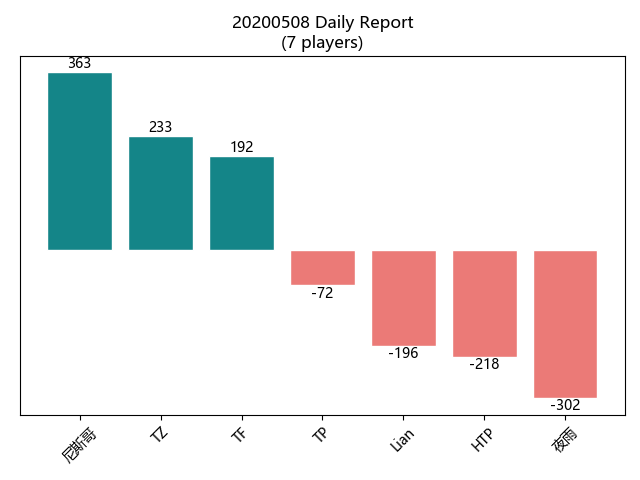 20200508 Daily Report
(7 players)
363
233
192
-72
-196
-218
-302
尼斯哥
TZ
TF
TP
Lian
HTP
夜雨